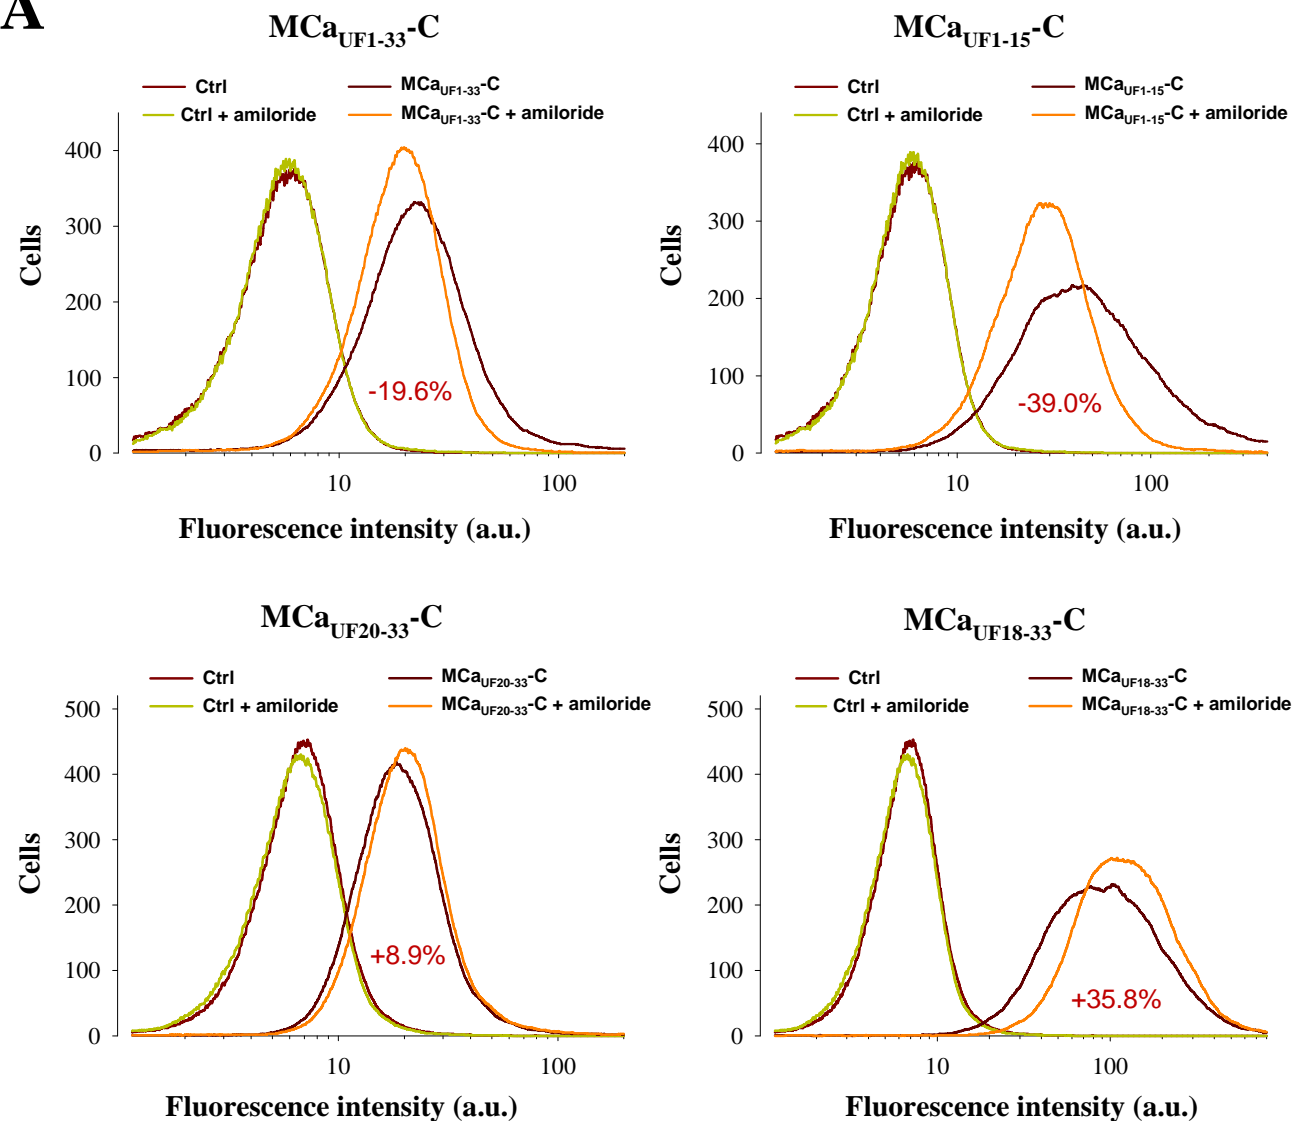 A
MCaUF1-33-C
Ctrl
MCaUF1-33-C
Ctrl + amiloride
MCaUF1-33-C + amiloride
400
300
200
100
0
Cells
-19.6%
10
100
Fluorescence intensity (a.u.)
MCaUF1-15-C
Ctrl
MCaUF1-15-C
Ctrl + amiloride
MCaUF1-15-C + amiloride
400
300
200
100
0
Cells
-39.0%
10
100
Fluorescence intensity (a.u.)
MCaUF20-33-C
Ctrl
MCaUF20-33-C
Ctrl + amiloride
MCaUF20-33-C + amiloride
500
400
300
200
100
0
Cells
+8.9%
10
100
Fluorescence intensity (a.u.)
MCaUF18-33-C
Ctrl
MCaUF18-33-C
Ctrl + amiloride
MCaUF18-33-C + amiloride
500
400
300
200
100
0
Cells
+35.8%
10
100
Fluorescence intensity (a.u.)